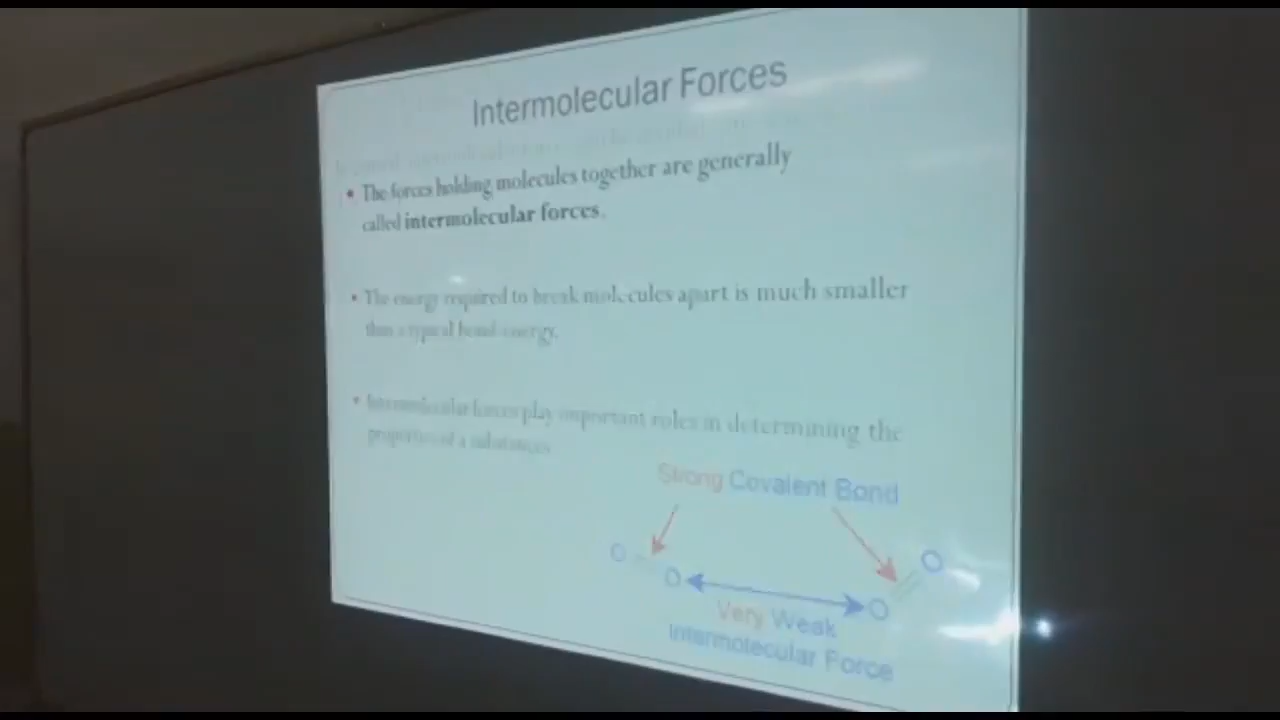 Intermolecular Forces
• The forces holding molecules together are generally
called intermolecular forces.
• The energy required to break molecules apart is much smaller
than a typical bond energy.
• Intermolecular forces play important roles in determining the
properties of a substances
Strong Covalent Bond
O
O
O
O
Very Weak
Intermolecular Force